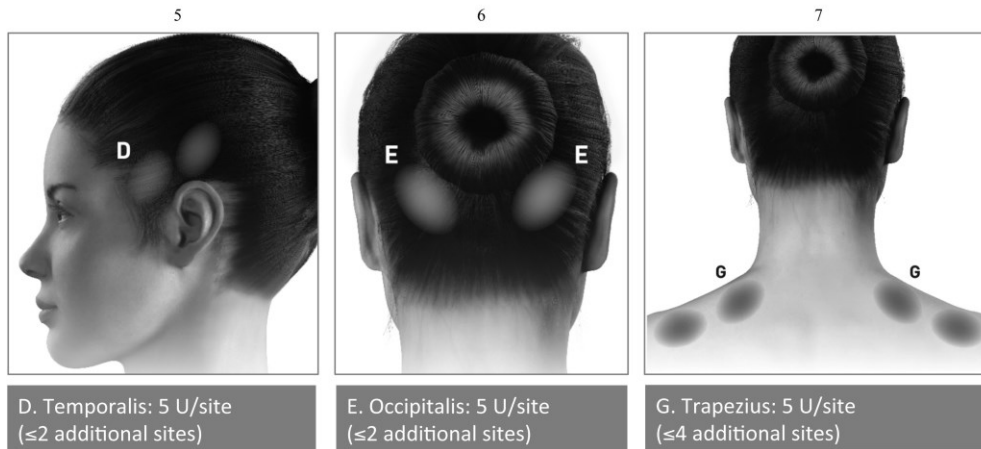 5
6
7
D
E
E
G
G
D. Temporalis: 5 U/site
(≤2 additional sites)
E. Occipitalis: 5 U/site
(≤2 additional sites)
G. Trapezius: 5 U/site
(≤4 additional sites)